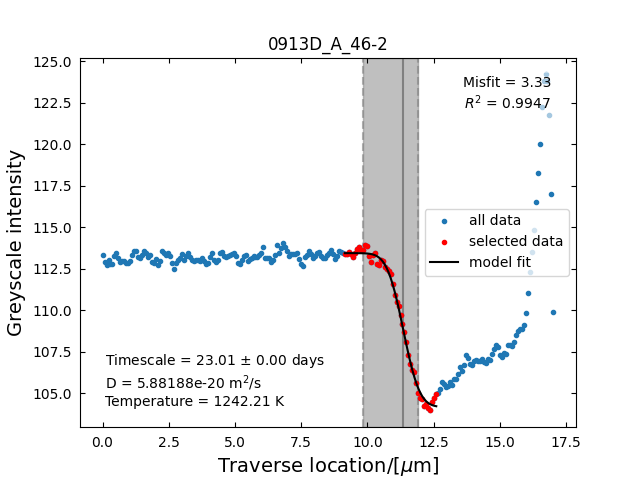 0913D_A_46-2
Misfit = 3.33
R² = 0.9947
Greyscale intensity
125.0
122.5
120.0
117.5
115.0
112.5
110.0
107.5
105.0
all data
selected data
model fit
Timescale = 23.01 ± 0.00 days
D = 5.88188e-20 m²/s
Temperature = 1242.21 K
0.0 2.5 5.0 7.5 10.0 12.5 15.0 17.5
Traverse location/[μm]